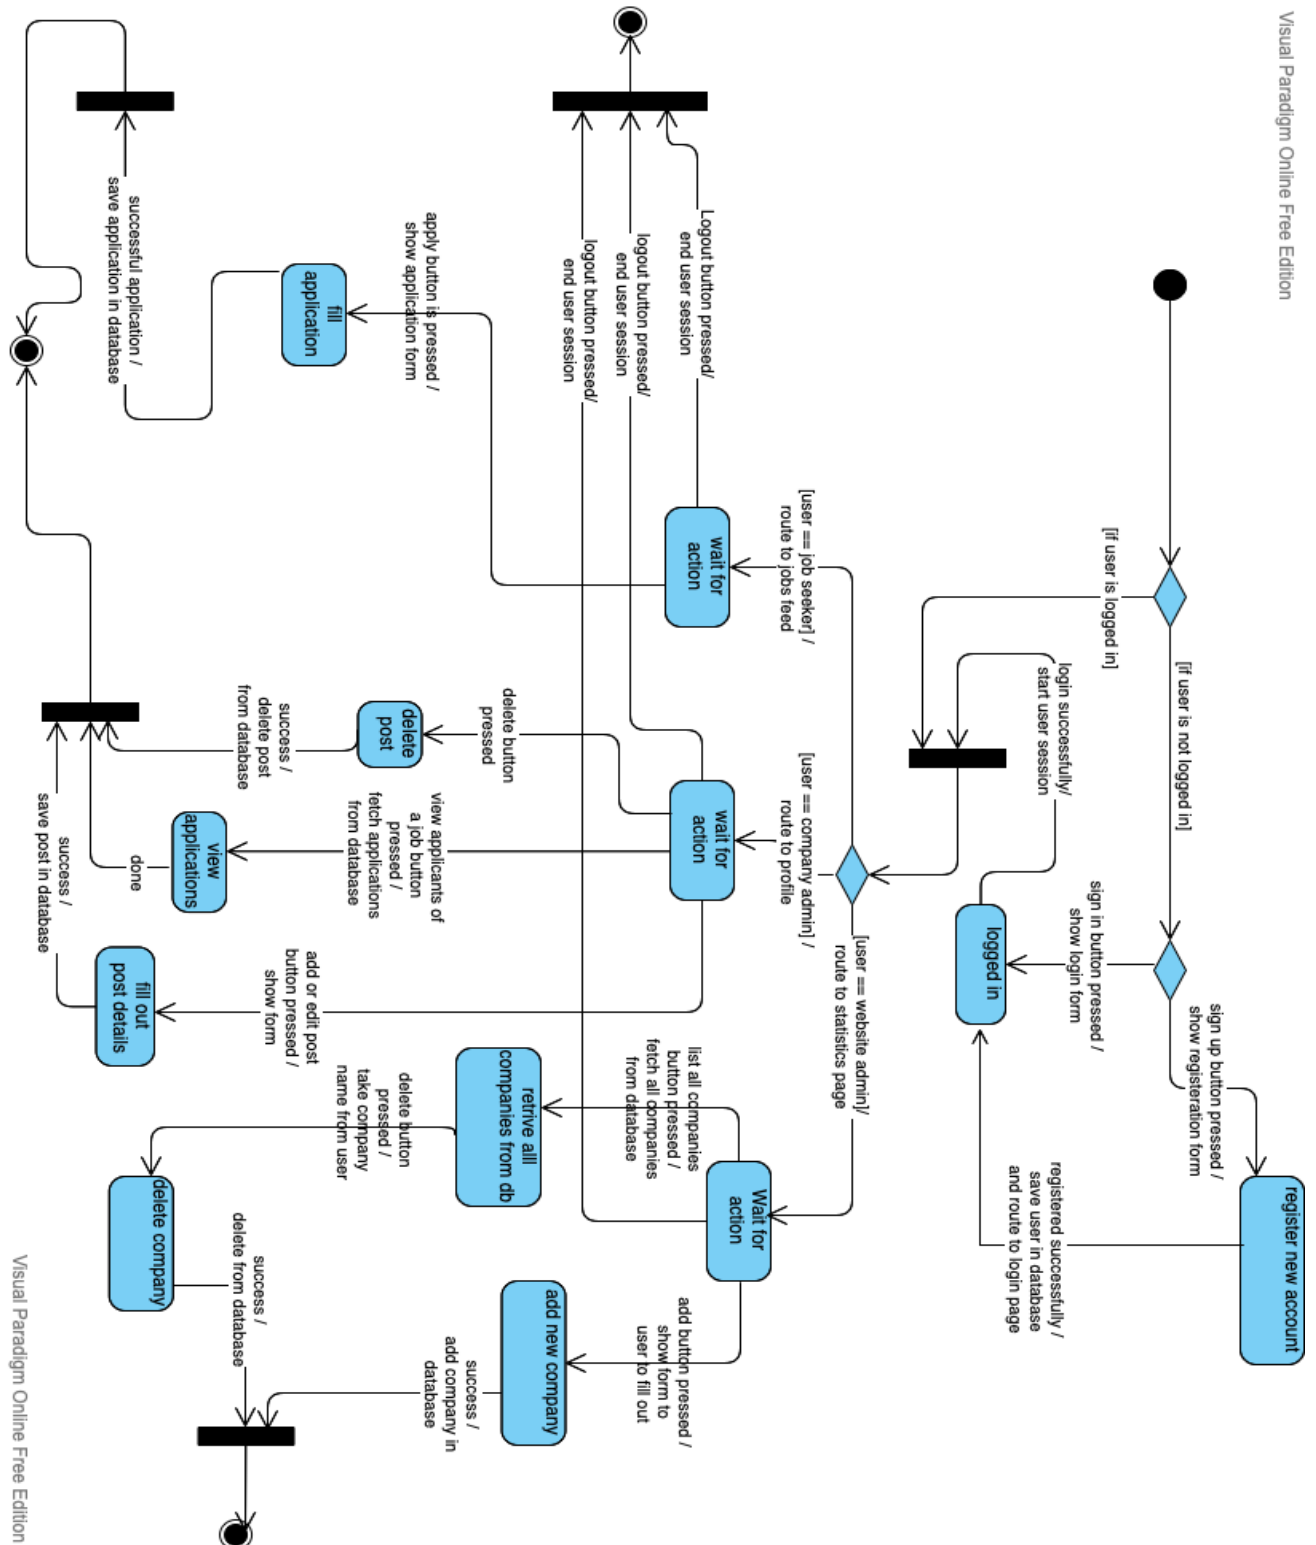 Visual Paradigm Online Free Edition
[if user is logged in]
[if user is not logged in]
sign up button pressed /
show registeration form
register new account
sign in button pressed /
show login form
registered successfully /
save user in database
and route to login page
login successfully/
start user session
logged in
[user == job seeker] /
route to jobs feed
[user == company admin] /
route to profile
[user == website admin]/
route to statistics page
wait for
action
wait for
action
Wait for
action
Logout button pressed/
end user session
logout button pressed/
end user session
logout button pressed/
end user session
apply button is pressed /
show application form
delete button
pressed
view applicants of
a job button
pressed /
fetch applications
from database
add or edit post
button pressed /
show form
list all companies
button pressed /
fetch all companies
from database
add button pressed /
show form to
user to fill out
fill
application
delete
post
view
applications
fill out
post details
retrive alll
companies from db
add new company
delete button
pressed /
take company
name from user
delete company
successful application /
save application in database
success /
delete post
from database
done
success /
save post in database
success /
delete from database
success /
add company in
database
Visual Paradigm Online Free Edition